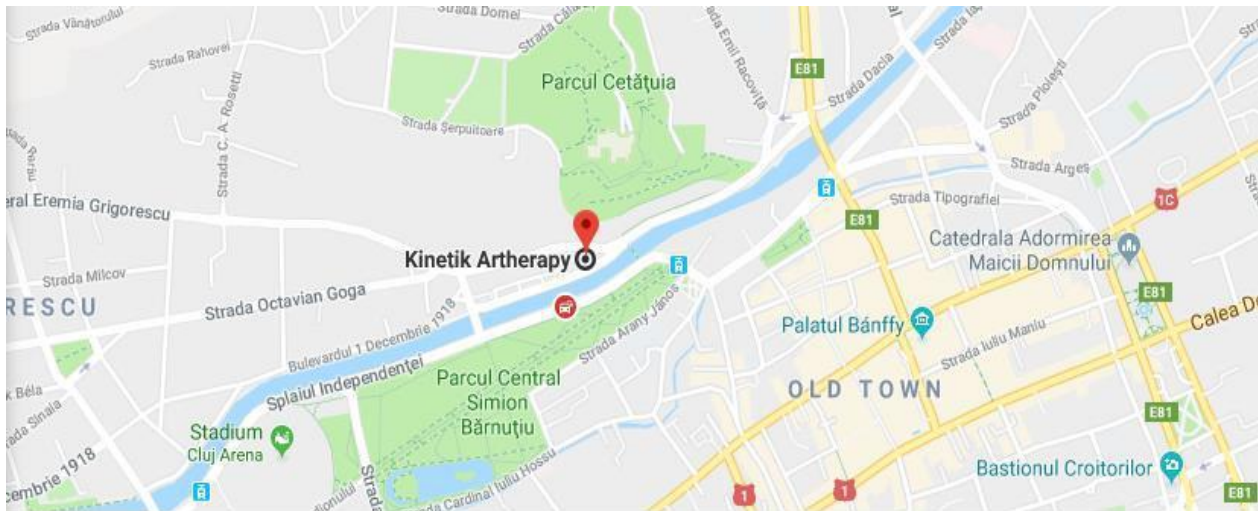 Strada Vânătorului
Strada Dornei
Strada Rahovei
Strada C. A. Rosetti
Strada Șerpuitoare
Parcul Cetățuia
Strada Emil Racoviță
E81
Strada Dacia
Strada Ploiești
Strada Argeș
Strada Tipografiei
1C
E81
Catedrala Adormirea
Maicii Domnului
E81
Calea
eral Eremia Grigorescu
Kinetik Artherapy
Strada Milcov
Strada Octavian Goga
RESCU
Bulevardul 1 Decembrie 1918
Splaiul Independenței
Strada Arany János
Palatul Bánffy
Strada Iuliu Maniu
OLD TOWN
Parcul Central
Simion
Bărnuțiu
Stadium
Cluj Arena
Béla
Sinaia
cembrie 1918
Strada
Cardinal Iuliu Hossu
E81
Bastionul Croitorilor
1
1
E81